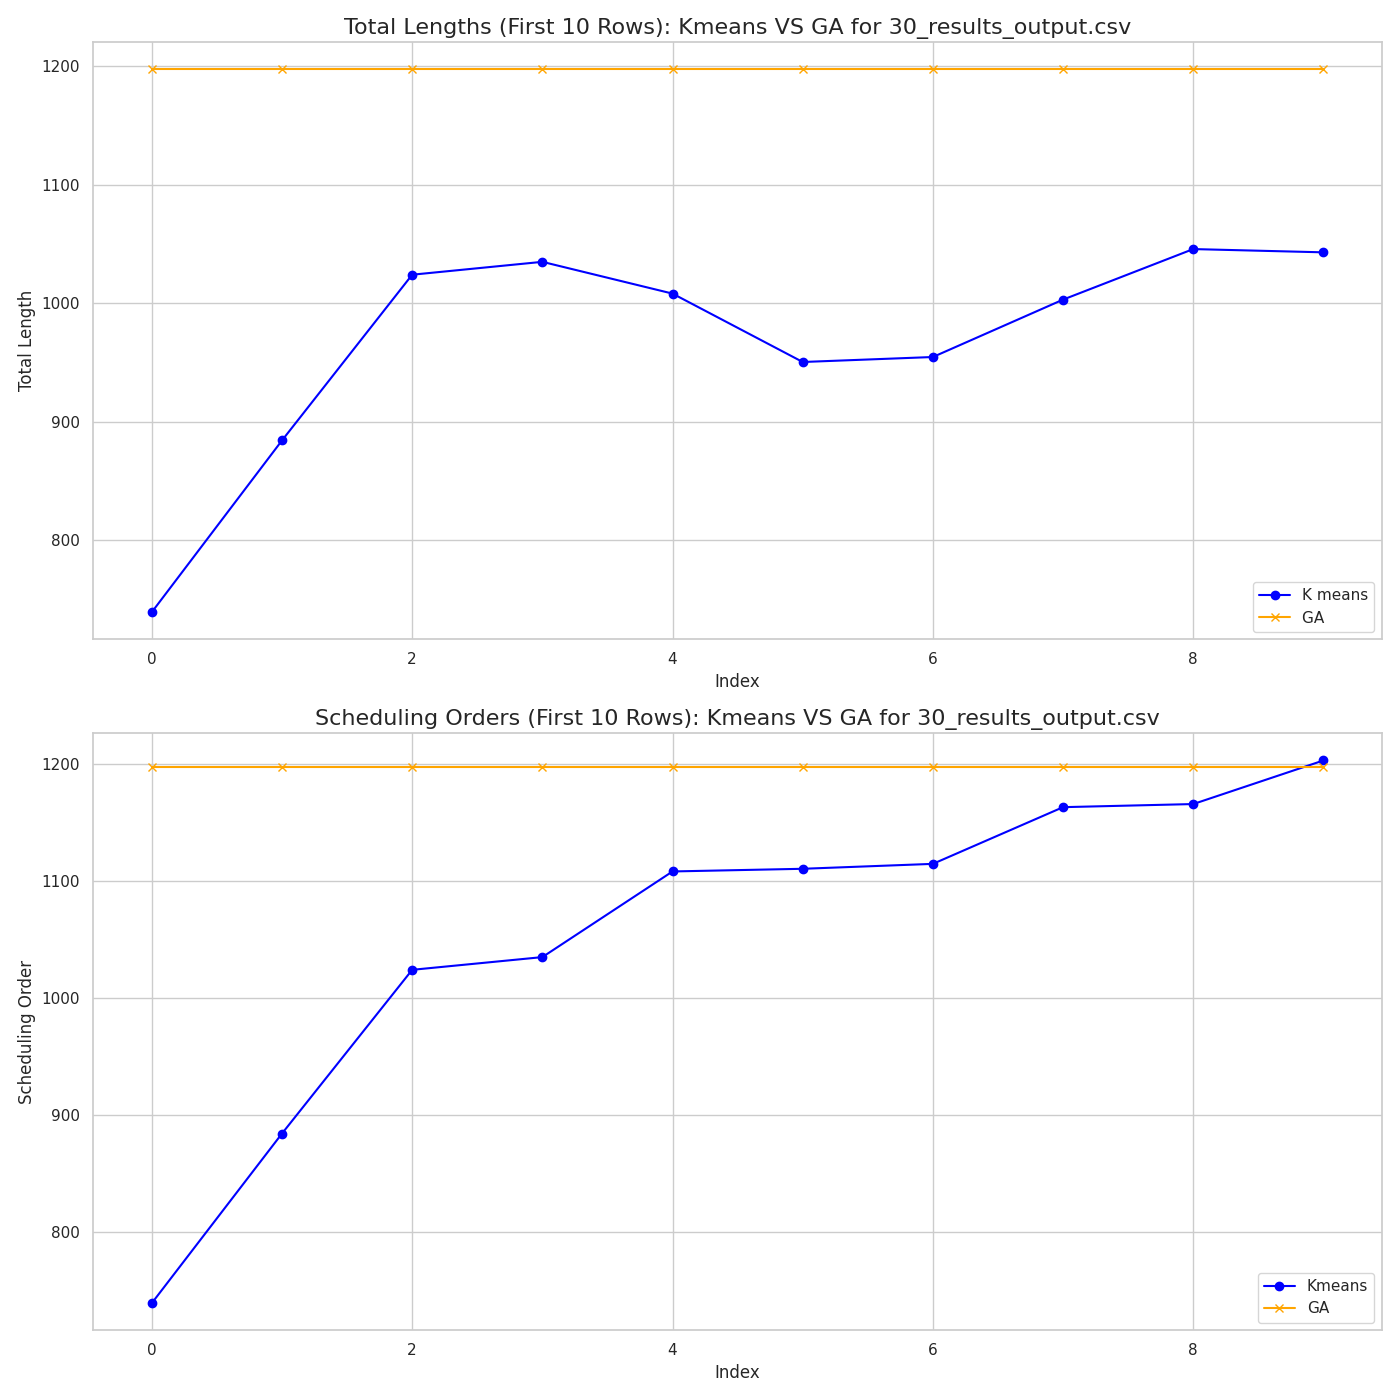 Total Lengths (First 10 Rows): Kmeans VS GA for 30_results_output.csv
1200
1100
1000
900
800
Total Length
K means
GA
0 2 4 6 8
Index
Scheduling Orders (First 10 Rows): Kmeans VS GA for 30_results_output.csv
1200
1100
1000
900
800
Scheduling Order
Kmeans
GA
0 2 4 6 8
Index